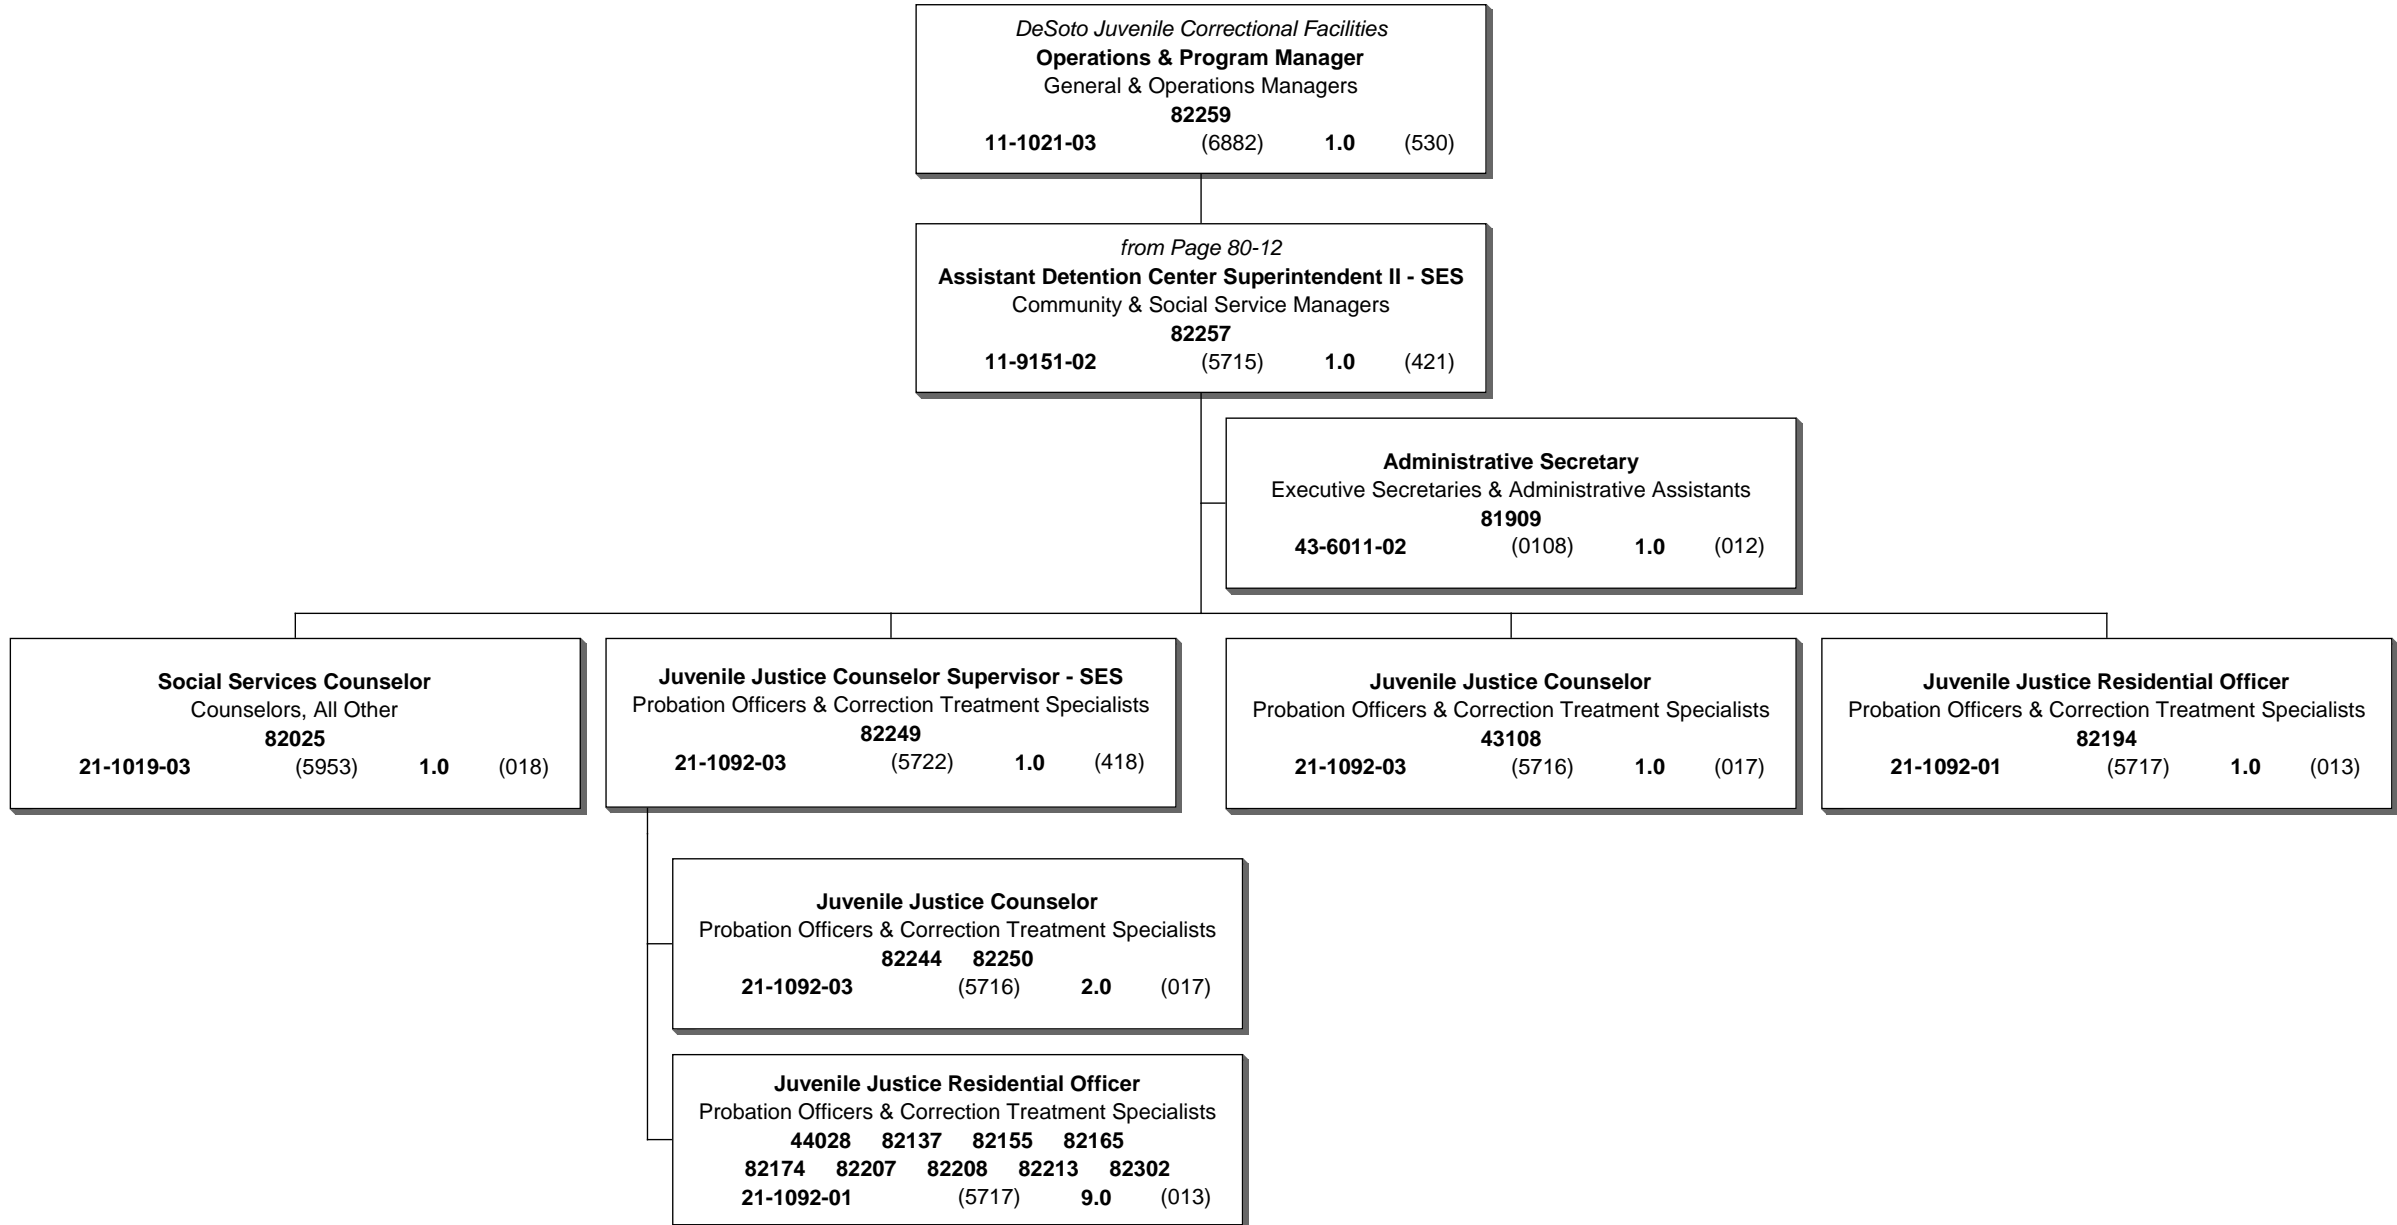 DeSoto Juvenile Correctional Facilities
Operations & Program Manager
General & Operations Managers
82259
11-1021-03 (6882) 1.0 (530)
from Page 80-12
Assistant Detention Center Superintendent II - SES
Community & Social Service Managers
82257
11-9151-02 (5715) 1.0 (421)
Administrative Secretary
Executive Secretaries & Administrative Assistants
81909
43-6011-02 (0108) 1.0 (012)
Social Services Counselor
Counselors, All Other
82025
21-1019-03 (5953) 1.0 (018)
Juvenile Justice Counselor Supervisor - SES
Probation Officers & Correction Treatment Specialists
82249
21-1092-03 (5722) 1.0 (418)
Juvenile Justice Counselor
Probation Officers & Correction Treatment Specialists
43108
21-1092-03 (5716) 1.0 (017)
Juvenile Justice Residential Officer
Probation Officers & Correction Treatment Specialists
82194
21-1092-01 (5717) 1.0 (013)
Juvenile Justice Counselor
Probation Officers & Correction Treatment Specialists
82244 82250
21-1092-03 (5716) 2.0 (017)
Juvenile Justice Residential Officer
Probation Officers & Correction Treatment Specialists
44028 82137 82155 82165
82174 82207 82208 82213 82302
21-1092-01 (5717) 9.0 (013)